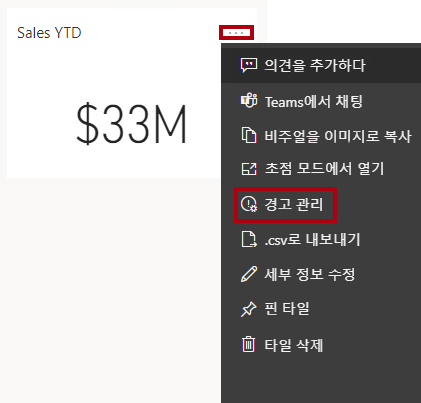 Sales YTD
...
$33M
의견을 추가하다
Teams에서 채팅
비주얼을 이미지로 복사
초점 모드에서 열기
경고 관리
.csv로 내보내기
세부 정보 수정
핀 타일
타일 삭제